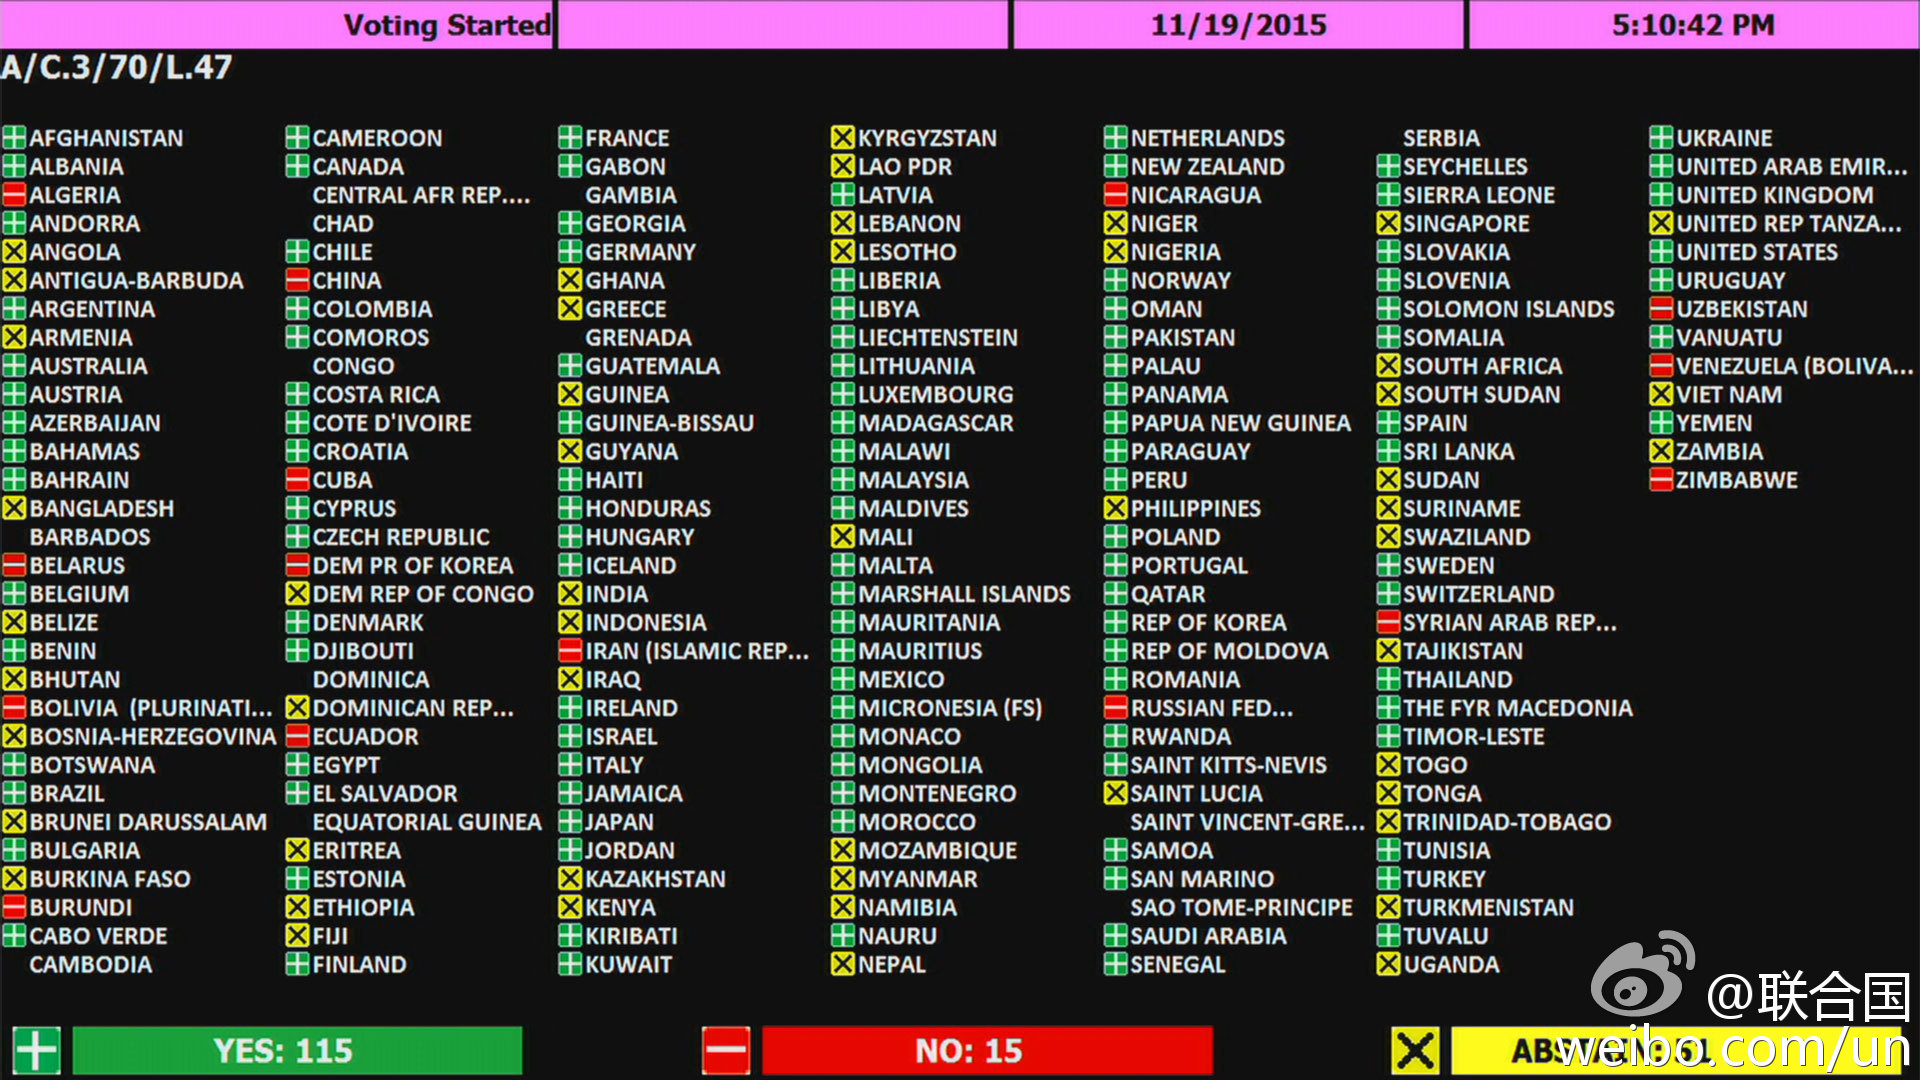 Voting Started 11/19/2015 5:10:42 PM
A/C.3/70/L.47
AFGHANISTAN
ALBANIA
ALGERIA
ANDORRA
ANGOLA
ANTIGUA-BARBUDA
ARGENTINA
ARMENIA
AUSTRALIA
AUSTRIA
AZERBAIJAN
BAHAMAS
BAHRAIN
BANGLADESH
BARBADOS
BELARUS
BELGIUM
BELIZE
BENIN
BHUTAN
BOLIVIA (PLURINATI...
BOSNIA-HERZEGOVINA
BOTSWANA
BRAZIL
BRUNEI DARUSSALAM
BULGARIA
BURKINA FASO
BURUNDI
CABO VERDE
CAMBODIA
CAMEROON
CANADA
CENTRAL AFR REP....
CHAD
CHILE
CHINA
COLOMBIA
COMOROS
CONGO
COSTA RICA
COTE D'IVOIRE
CROATIA
CUBA
CYPRUS
CZECH REPUBLIC
DEM PR OF KOREA
DEM REP OF CONGO
DENMARK
DJIBOUTI
DOMINICA
DOMINICAN REP...
ECUADOR
EGYPT
EL SALVADOR
EQUATORIAL GUINEA
ERITREA
ESTONIA
ETHIOPIA
FIJI
FINLAND
FRANCE
GABON
GAMBIA
GEORGIA
GERMANY
GHANA
GREECE
GRENADA
GUATEMALA
GUINEA
GUINEA-BISSAU
GUYANA
HAITI
HONDURAS
HUNGARY
ICELAND
INDIA
INDONESIA
IRAN (ISLAMIC REP...
IRAQ
IRELAND
ISRAEL
ITALY
JAMAICA
JAPAN
JORDAN
KAZAKHSTAN
KENYA
KIRIBATI
KUWAIT
KYRGYZSTAN
LAO PDR
LATVIA
LEBANON
LESOTHO
LIBERIA
LIBYA
LIECHTENSTEIN
LITHUANIA
LUXEMBOURG
MADAGASCAR
MALAWI
MALAYSIA
MALDIVES
MALI
MALTA
MARSHALL ISLANDS
MAURITANIA
MAURITIUS
MEXICO
MICRONESIA (FS)
MONACO
MONGOLIA
MONTENEGRO
MOROCCO
MOZAMBIQUE
MYANMAR
NAMIBIA
NAURU
NEPAL
NETHERLANDS
NEW ZEALAND
NICARAGUA
NIGER
NIGERIA
NORWAY
OMAN
PAKISTAN
PALAU
PANAMA
PAPUA NEW GUINEA
PARAGUAY
PERU
PHILIPPINES
POLAND
PORTUGAL
QATAR
REP OF KOREA
REP OF MOLDOVA
ROMANIA
RUSSIAN FED...
RWANDA
SAINT KITTS-NEVIS
SAINT LUCIA
SAINT VINCENT-GRE...
SAMOA
SAN MARINO
SAO TOME-PRINCIPE
SAUDI ARABIA
SENEGAL
SERBIA
SEYCHELLES
SIERRA LEONE
SINGAPORE
SLOVAKIA
SLOVENIA
SOLOMON ISLANDS
SOMALIA
SOUTH AFRICA
SOUTH SUDAN
SPAIN
SRI LANKA
SUDAN
SURINAME
SWAZILAND
SWEDEN
SWITZERLAND
SYRIAN ARAB REP...
TAJIKISTAN
THAILAND
THE FYR MACEDONIA
TIMOR-LESTE
TOGO
TONGA
TRINIDAD-TOBAGO
TUNISIA
TURKEY
TURKMENISTAN
TUVALU
UGANDA
UKRAINE
UNITED ARAB EMIR...
UNITED KINGDOM
UNITED REP TANZA...
UNITED STATES
URUGUAY
UZBEKISTAN
VANUATU
VENEZUELA (BOLIVA...
VIET NAM
YEMEN
ZAMBIA
ZIMBABWE
YES: 115 NO: 15
@联合国
weibo.com/un